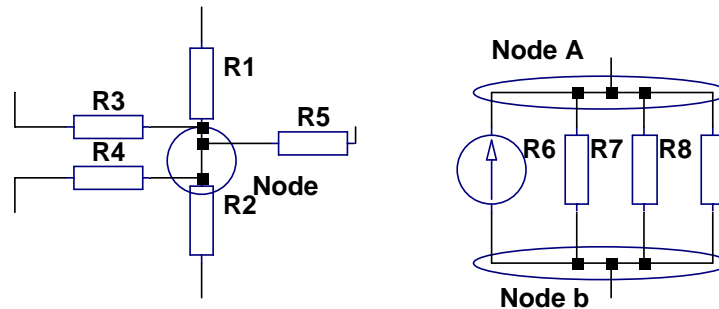 Node A
R1
R3
R5
R4
R6 R7 R8
Node
R2
Node b